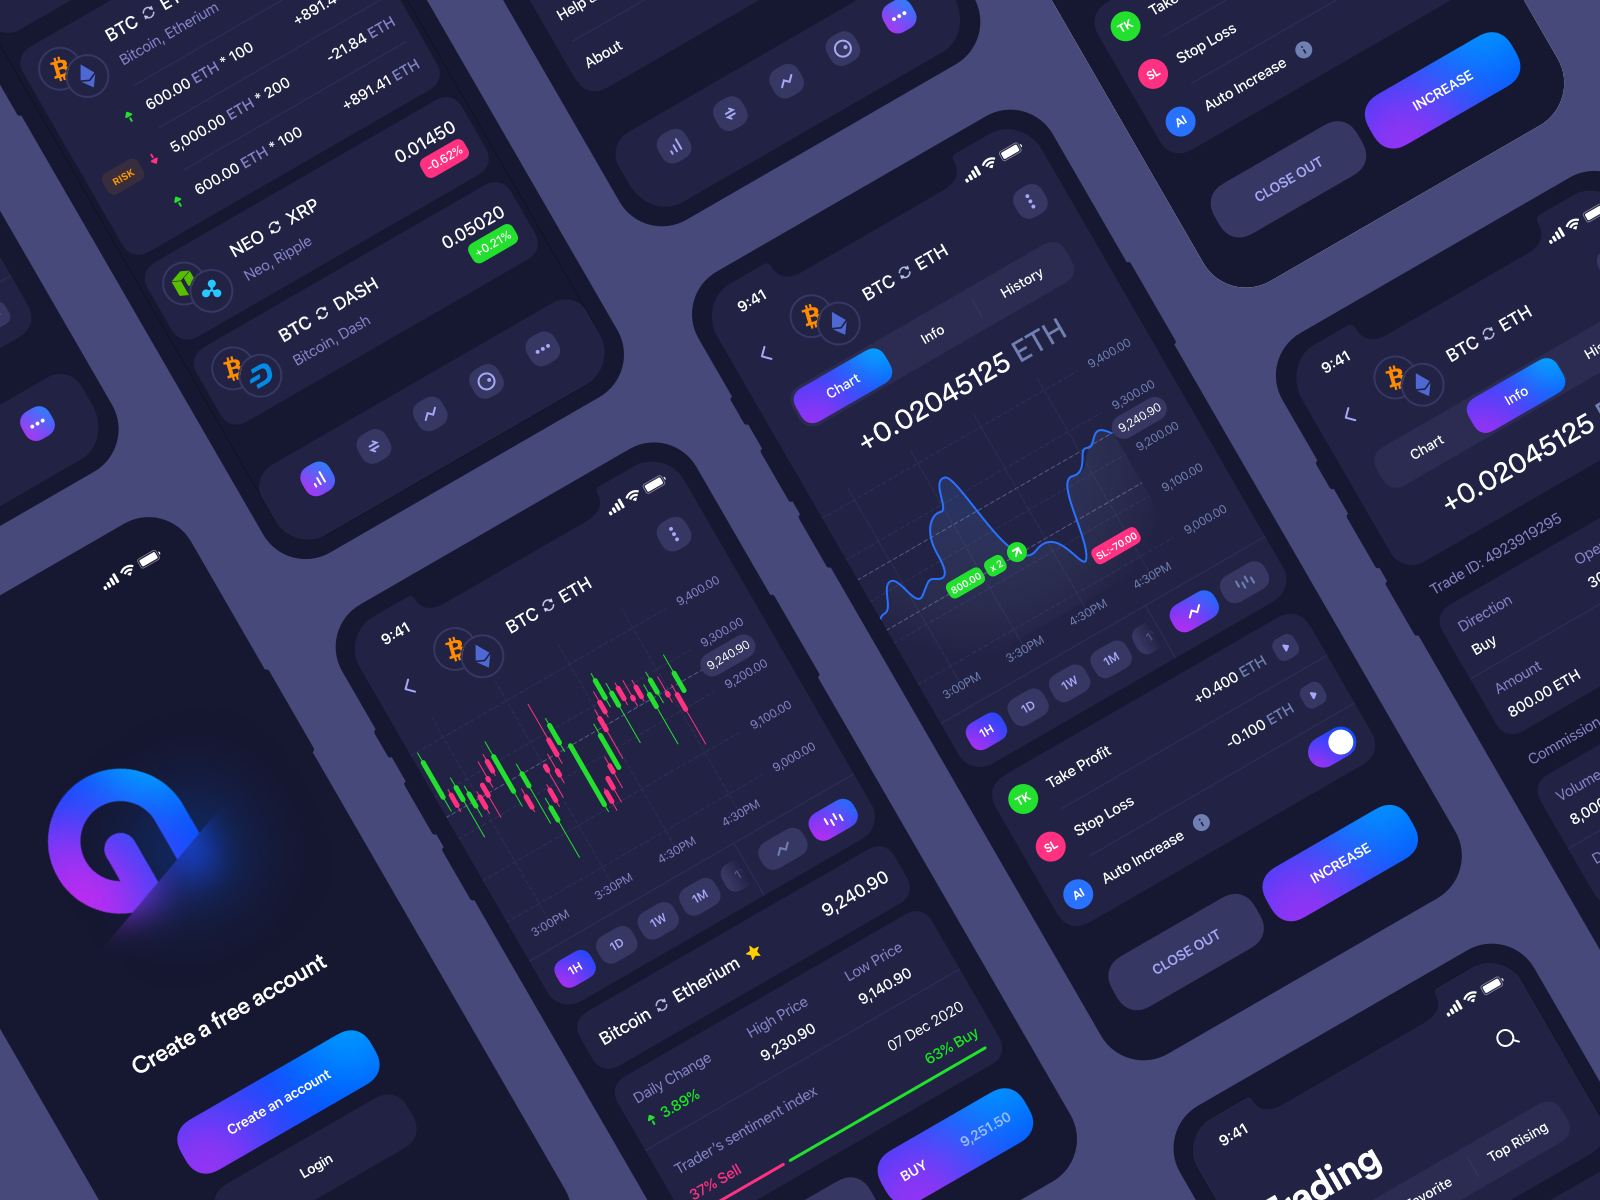 BTC ETH
Bitcoin, Etherium
600.00 ETH * 100
+891.4
5,000.00 ETH * 200
-21.84 ETH
RISK
600.00 ETH * 100
+891.41 ETH
NEO XRP
Neo, Ripple
0.01450
-0.62%
BTC DASH
Bitcoin, Dash
0.05020
+0.21%
Help
About
TK
Take
SL
Stop Loss
AI
Auto Increase
i
CLOSE OUT
INCREASE
Create a free account
Create an account
Login
9:41
BTC ETH
9,400.00
9,300.00
9,240.90
9,200.00
9,100.00
9,000.00
3:00PM
3:30PM
4:30PM
4:30PM
1H
1D
1W
1M
1
Bitcoin Etherium
9,240.90
Daily Change
3.89%
High Price
9,230.90
Low Price
9,140.90
Trader's sentiment index
07 Dec 2020
37% Sell
63% Buy
BUY
9,251.50
9:41
BTC ETH
Chart
Info
History
+0.02045125 ETH
9,400.00
9,300.00
9,240.90
9,200.00
9,100.00
9,000.00
800.00
x 2
SL:-70.00
3:00PM
3:30PM
4:30PM
4:30PM
1H
1D
1W
1M
1
TK
Take Profit
+0.400 ETH
SL
Stop Loss
-0.100 ETH
AI
Auto Increase
i
CLOSE OUT
INCREASE
9:41
BTC ETH
Chart
Info
His
+0.02045125
Trade ID: 4923919295
Direction
Buy
Ope
30
Amount
800.00 ETH
Commission
Volume
8,000
D
9:41
Trading
avorite
Top Rising